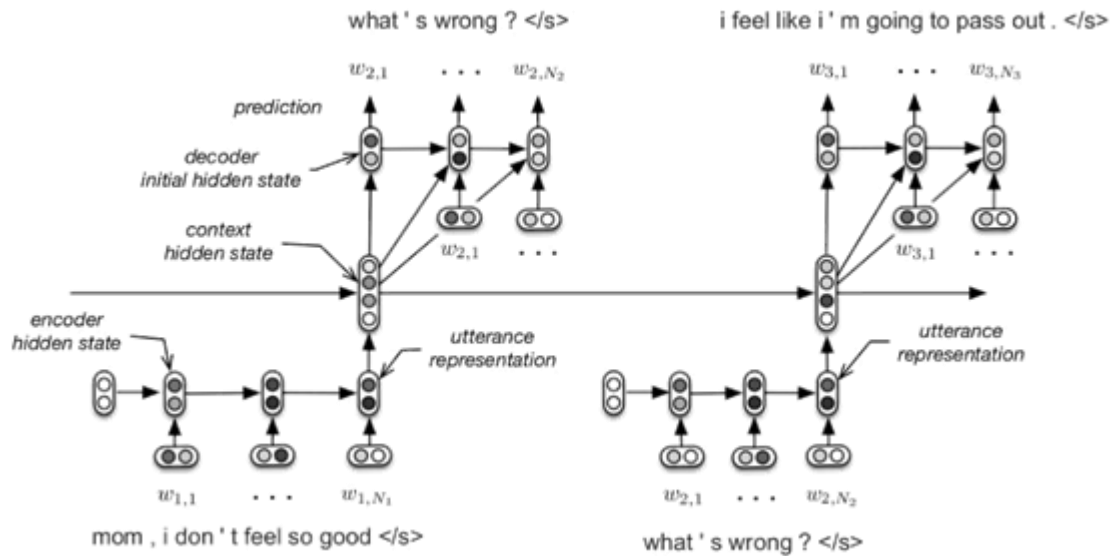 what ' s wrong ? </s>
i feel like i ' m going to pass out . </s>
w2,1 · · · w2,N2
w3,1 · · · w3,N3
prediction
decoder
initial hidden state
context
hidden state
w2,1 · · ·
w3,1 · · ·
encoder
hidden state
utterance
representation
utterance
representation
w1,1 · · · w1,N1
w2,1 · · · w2,N2
mom , i don ' t feel so good </s>
what ' s wrong ? </s>